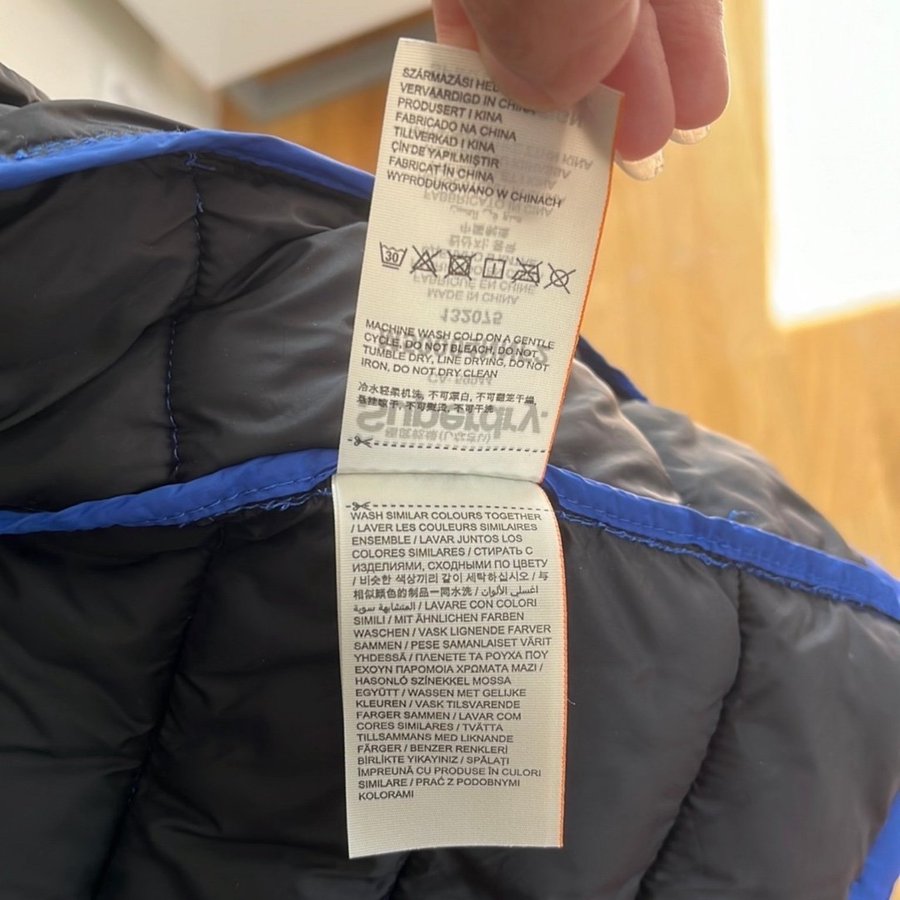 SZÁRMAZÁSI
VERVAARDIGD IN CHINA
PRODUSERT I KINA
FABRICADO NA CHINA
TILLVERKAD I KINA
ÇİN'DE YAPILMIŞTIR
FABRICAT ÎN CHINA
WYPRODUKOWANO W CHINACH
30
MACHINE WASH COLD ON A GENTLE
CYCLE, DO NOT BLEACH, DO NOT
TUMBLE DRY, LINE DRYING, DO NOT
IRON, DO NOT DRY CLEAN
冷水轻柔机洗, 不可漂白, 不可翻笼干燥,
悬挂晾干, 不可熨烫, 不可干洗
WASH SIMILAR COLOURS TOGETHER
/ LAVER LES COULEURS SIMILAIRES
ENSEMBLE / LAVAR JUNTOS LOS
COLORES SIMILARES / СТИРАТЬ С
ИЗДЕЛИЯМИ, СХОДНЫМИ ПО ЦВЕТУ
/ 비슷한 색상끼리 같이 세탁하십시오 / 与
相似颜色的制品一同水洗 / اغسلي الألوان
المتشابهة سوية / LAVARE CON COLORI
SIMILI / MIT ÄHNLICHEN FARBEN
WASCHEN / VASK LIGNENDE FARVER
SAMMEN / PESE SAMANLAISET VÄRIT
YHDESSÄ / ΠΛΕΝΕΤΕ ΤΑ ΡΟΥΧΑ ΠΟΥ
ΕΧΟΥΝ ΠΑΡΟΜΟΙΑ ΧΡΩΜΑΤΑ ΜΑΖΙ /
HASONLÓ SZÍNEKKEL MOSSA
EGYÜTT / WASSEN MET GELIJKE
KLEUREN / VASK TILSVARENDE
FARGER SAMMEN / LAVAR COM
CORES SIMILARES / TVÄTTA
TILLSAMMANS MED LIKNANDE
FÄRGER / BENZER RENKLERİ
BİRLİKTE YIKAYINIZ / SPĂLAȚI
ÎMPREUNĂ CU PRODUSE ÎN CULORI
SIMILARE / PRAĆ Z PODOBNYMI
KOLORAMI